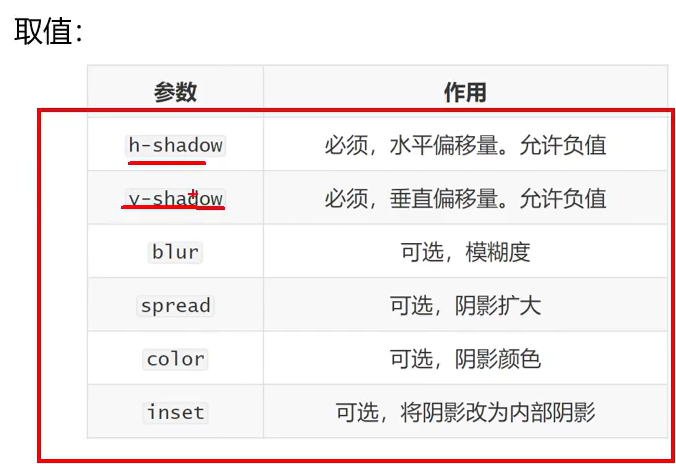 取值：
参数 作用
h-shadow 必须，水平偏移量。允许负值
v-shadow 必须，垂直偏移量。允许负值
blur 可选，模糊度
spread 可选，阴影扩大
color 可选，阴影颜色
inset 可选，将阴影改为内部阴影